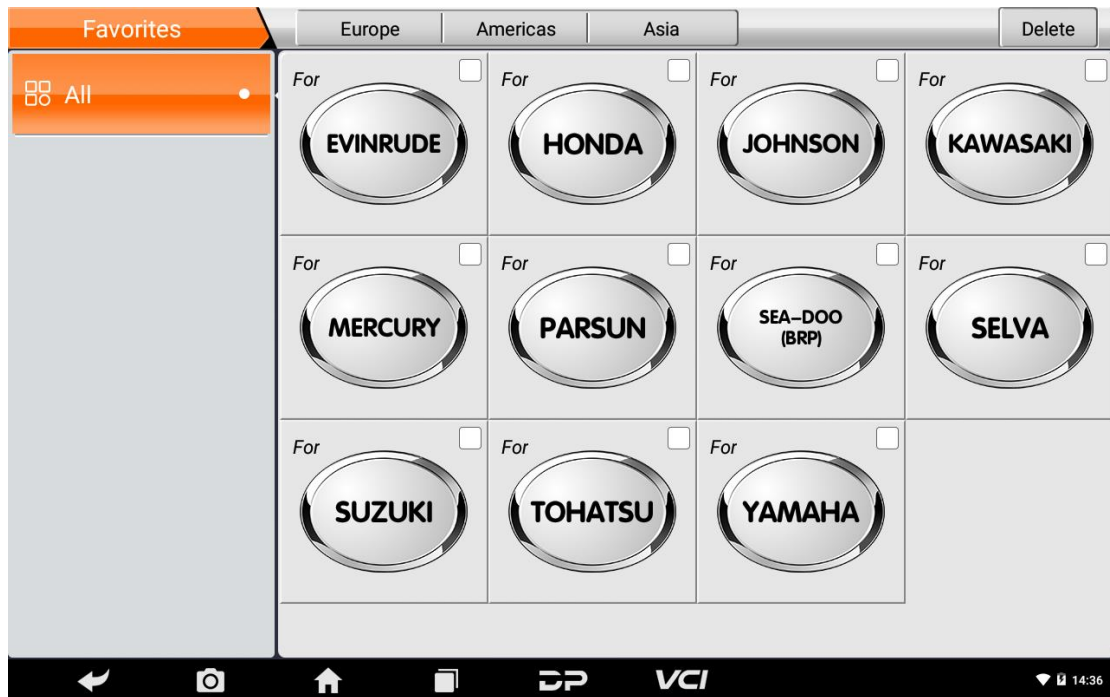 Favorites
Europe
Americas
Asia
Delete
All
For
EVINRUDE
For
HONDA
For
JOHNSON
For
KAWASAKI
For
MERCURY
For
PARSUN
For
SEA-DOO
(BRP)
For
SELVA
For
SUZUKI
For
TOHATSU
For
YAMAHA
DP
VCI
14:36